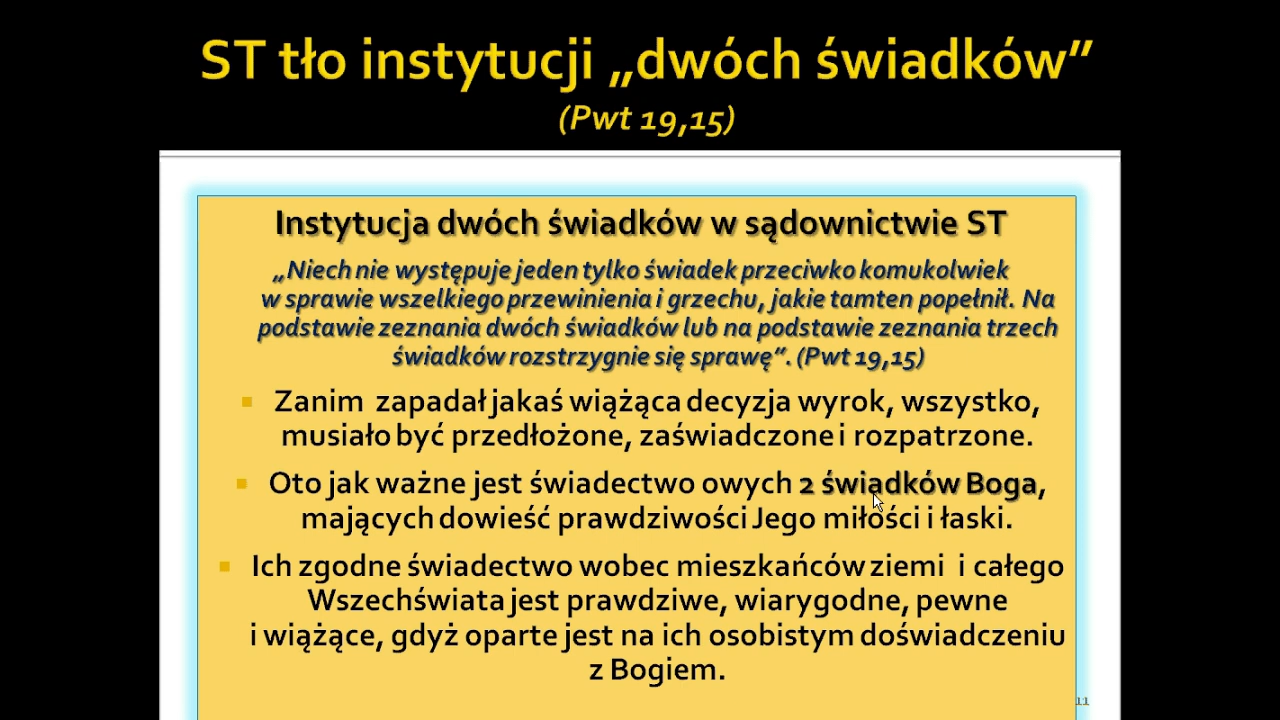 ST tło instytucji „dwóch świadków”
(Pwt 19,15)
Instytucja dwóch świadków w sądownictwie ST
„Niech nie występuje jeden tylko świadek przeciwko komukolwiek
w sprawie wszelkiego przewinienia i grzechu, jakie tamten popełnił. Na
podstawie zeznania dwóch świadków lub na podstawie zeznania trzech
świadków rozstrzygnie się sprawę”. (Pwt 19,15)
Zanim zapadał jakaś wiążąca decyzja wyrok, wszystko,
musiało być przedłożone, zaświadczone i rozpatrzone.
Oto jak ważne jest świadectwo owych 2 świadków Boga,
mających dowieść prawdziwości Jego miłości i łaski.
Ich zgodne świadectwo wobec mieszkańców ziemi i całego
Wszechświata jest prawdziwe, wiarygodne, pewne
i wiążące, gdyż oparte jest na ich osobistym doświadczeniu
z Bogiem.
11